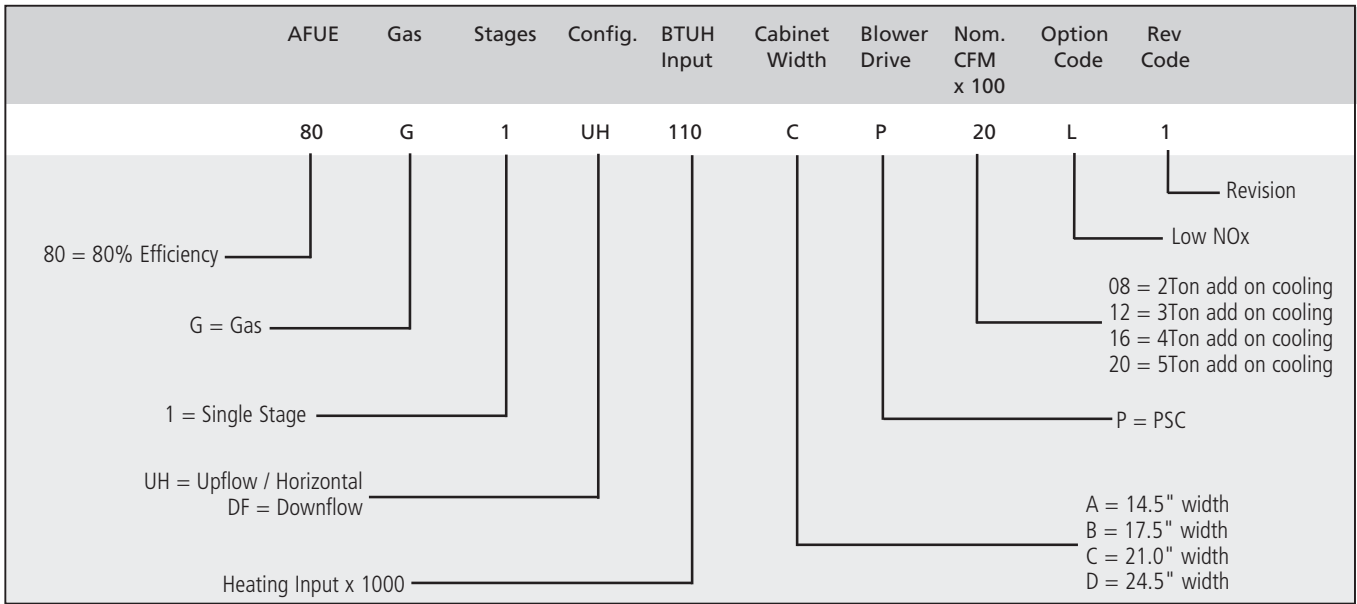 AFUE Gas Stages Config. BTUH Cabinet Blower Nom. Option Rev
Input Width Drive CFM Code Code
x 100
80 G 1 UH 110 C P 20 L 1
Revision
Low NOx
80 = 80% Efficiency
08 = 2Ton add on cooling
12 = 3Ton add on cooling
16 = 4Ton add on cooling
20 = 5Ton add on cooling
G = Gas
1 = Single Stage
P = PSC
UH = Upflow / Horizontal
DF = Downflow
A = 14.5" width
B = 17.5" width
C = 21.0" width
D = 24.5" width
Heating Input x 1000